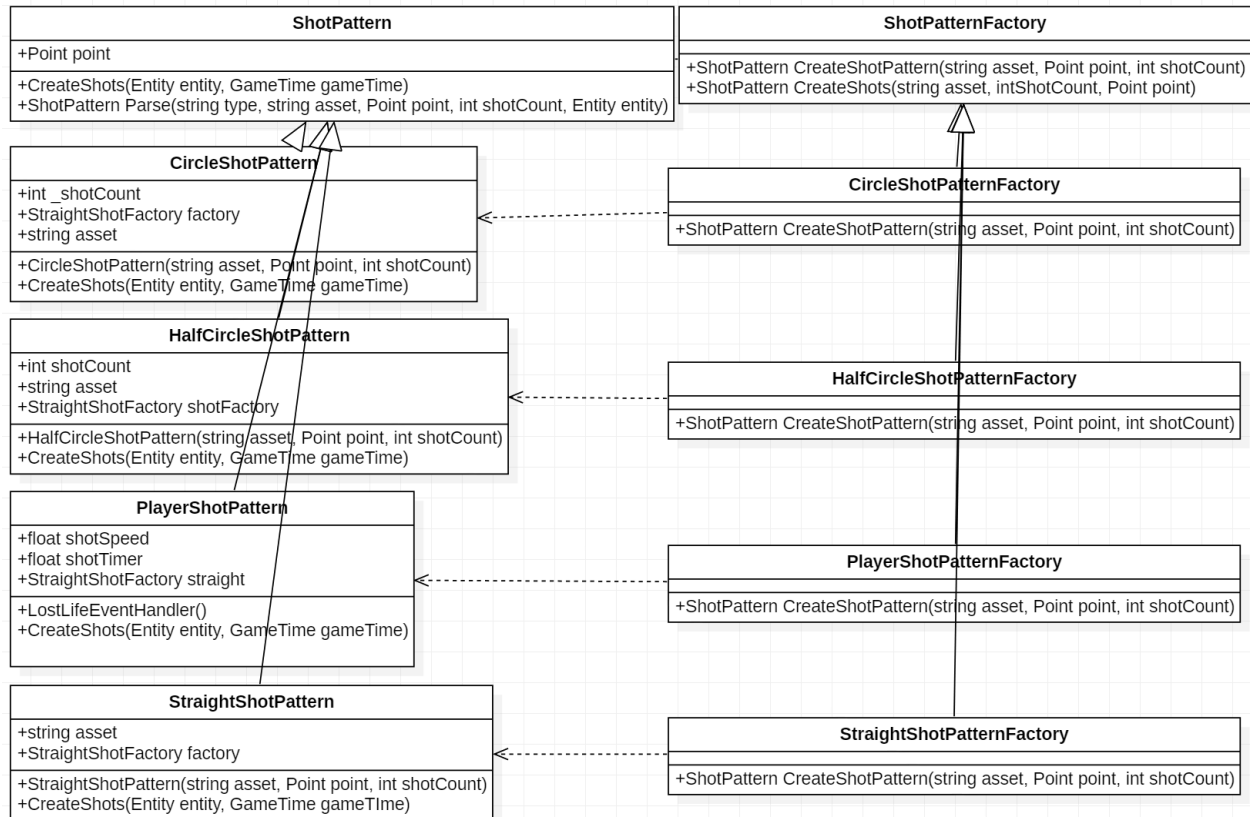 ShotPattern
+Point point
+CreateShots(Entity entity, GameTime gameTime)
+ShotPattern Parse(string type, string asset, Point point, int shotCount, Entity entity)
ShotPatternFactory
+ShotPattern CreateShotPattern(string asset, Point point, int shotCount)
+ShotPattern CreateShots(string asset, intShotCount, Point point)
CircleShotPattern
+int _shotCount
+StraightShotFactory factory
+string asset
+CircleShotPattern(string asset, Point point, int shotCount)
+CreateShots(Entity entity, GameTime gameTime)
CircleShotPatternFactory
+ShotPattern CreateShotPattern(string asset, Point point, int shotCount)
HalfCircleShotPattern
+int shotCount
+string asset
+StraightShotFactory shotFactory
+HalfCircleShotPattern(string asset, Point point, int shotCount)
+CreateShots(Entity entity, GameTime gameTime)
HalfCircleShotPatternFactory
+ShotPattern CreateShotPattern(string asset, Point point, int shotCount)
PlayerShotPattern
+float shotSpeed
+float shotTimer
+StraightShotFactory straight
+LostLifeEventHandler()
+CreateShots(Entity entity, GameTime gameTime)
PlayerShotPatternFactory
+ShotPattern CreateShotPattern(string asset, Point point, int shotCount)
StraightShotPattern
+string asset
+StraightShotFactory factory
+StraightShotPattern(string asset, Point point, int shotCount)
+CreateShots(Entity entity, GameTime gameTIme)
StraightShotPatternFactory
+ShotPattern CreateShotPattern(string asset, Point point, int shotCount)